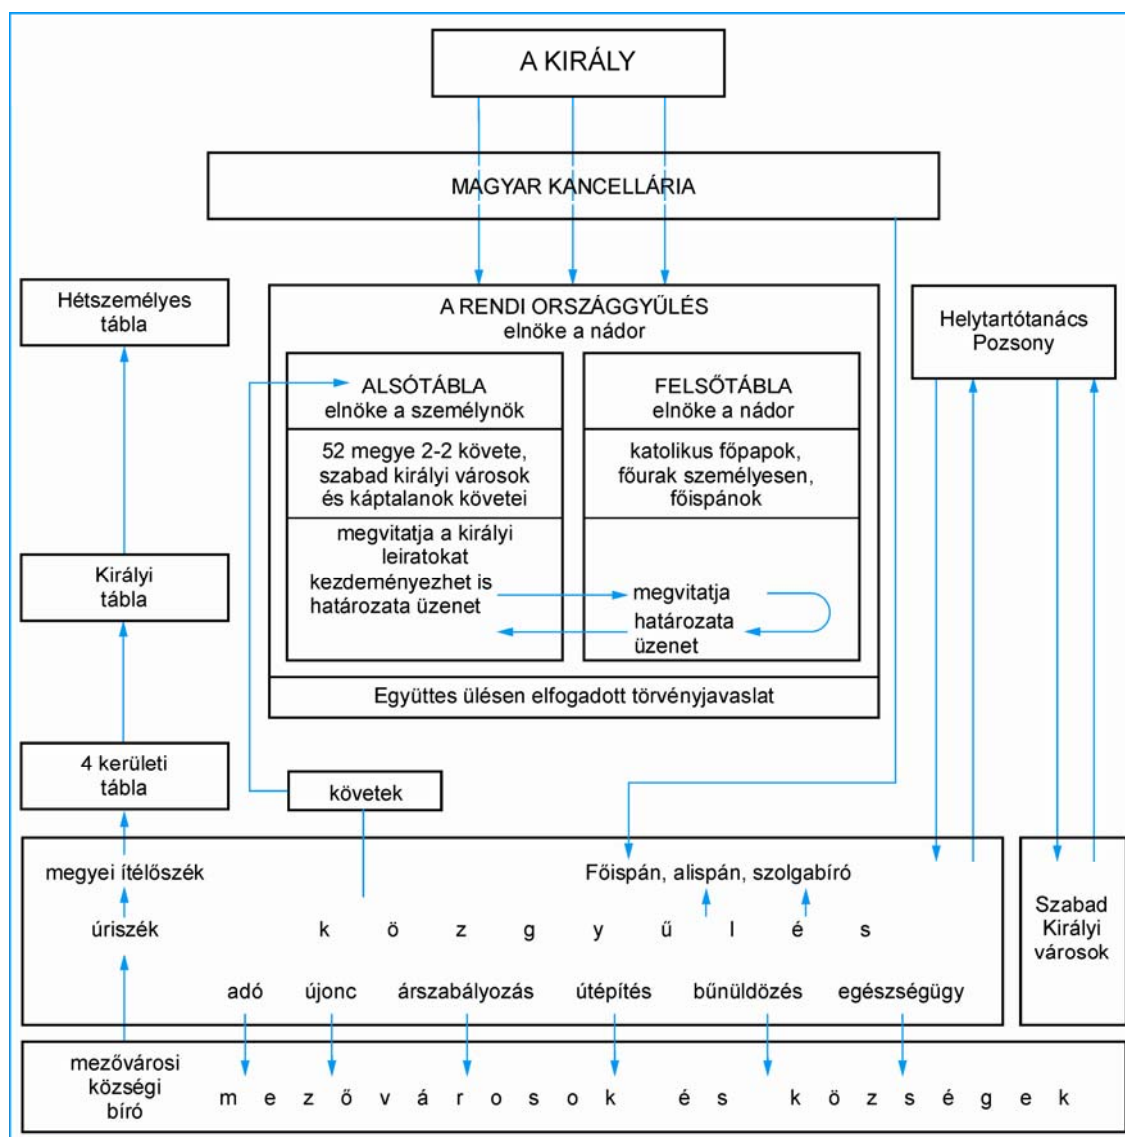 A KIRÁLY
MAGYAR KANCELLÁRIA
Hétszemélyes
tábla
A RENDI ORSZÁGGYŰLÉS
elnöke a nádor
Helytartótanács
Pozsony
ALSÓTÁBLA
elnöke a személynök
FELSŐTÁBLA
elnöke a nádor
52 megye 2-2 követe,
szabad királyi városok
és káptalanok követei
katolikus főpapok,
főurak személyesen,
főispánok
megvitatja a királyi
leiratokat
kezdeményezhet is
határozata üzenet
megvitatja
határozata
üzenet
Királyi
tábla
Együttes ülésen elfogadott törvényjavaslat
4 kerületi
tábla
követek
megyei ítélőszék
Főispán, alispán, szolgabíró
úriszék
k ö z g y ű l é s
Szabad
Királyi
városok
adó újonc árszabályozás útépítés bűnüldözés egészségügy
mezővárosi
községi
bíró
m e z ő v á r o s o k é s k ö z s é g e k